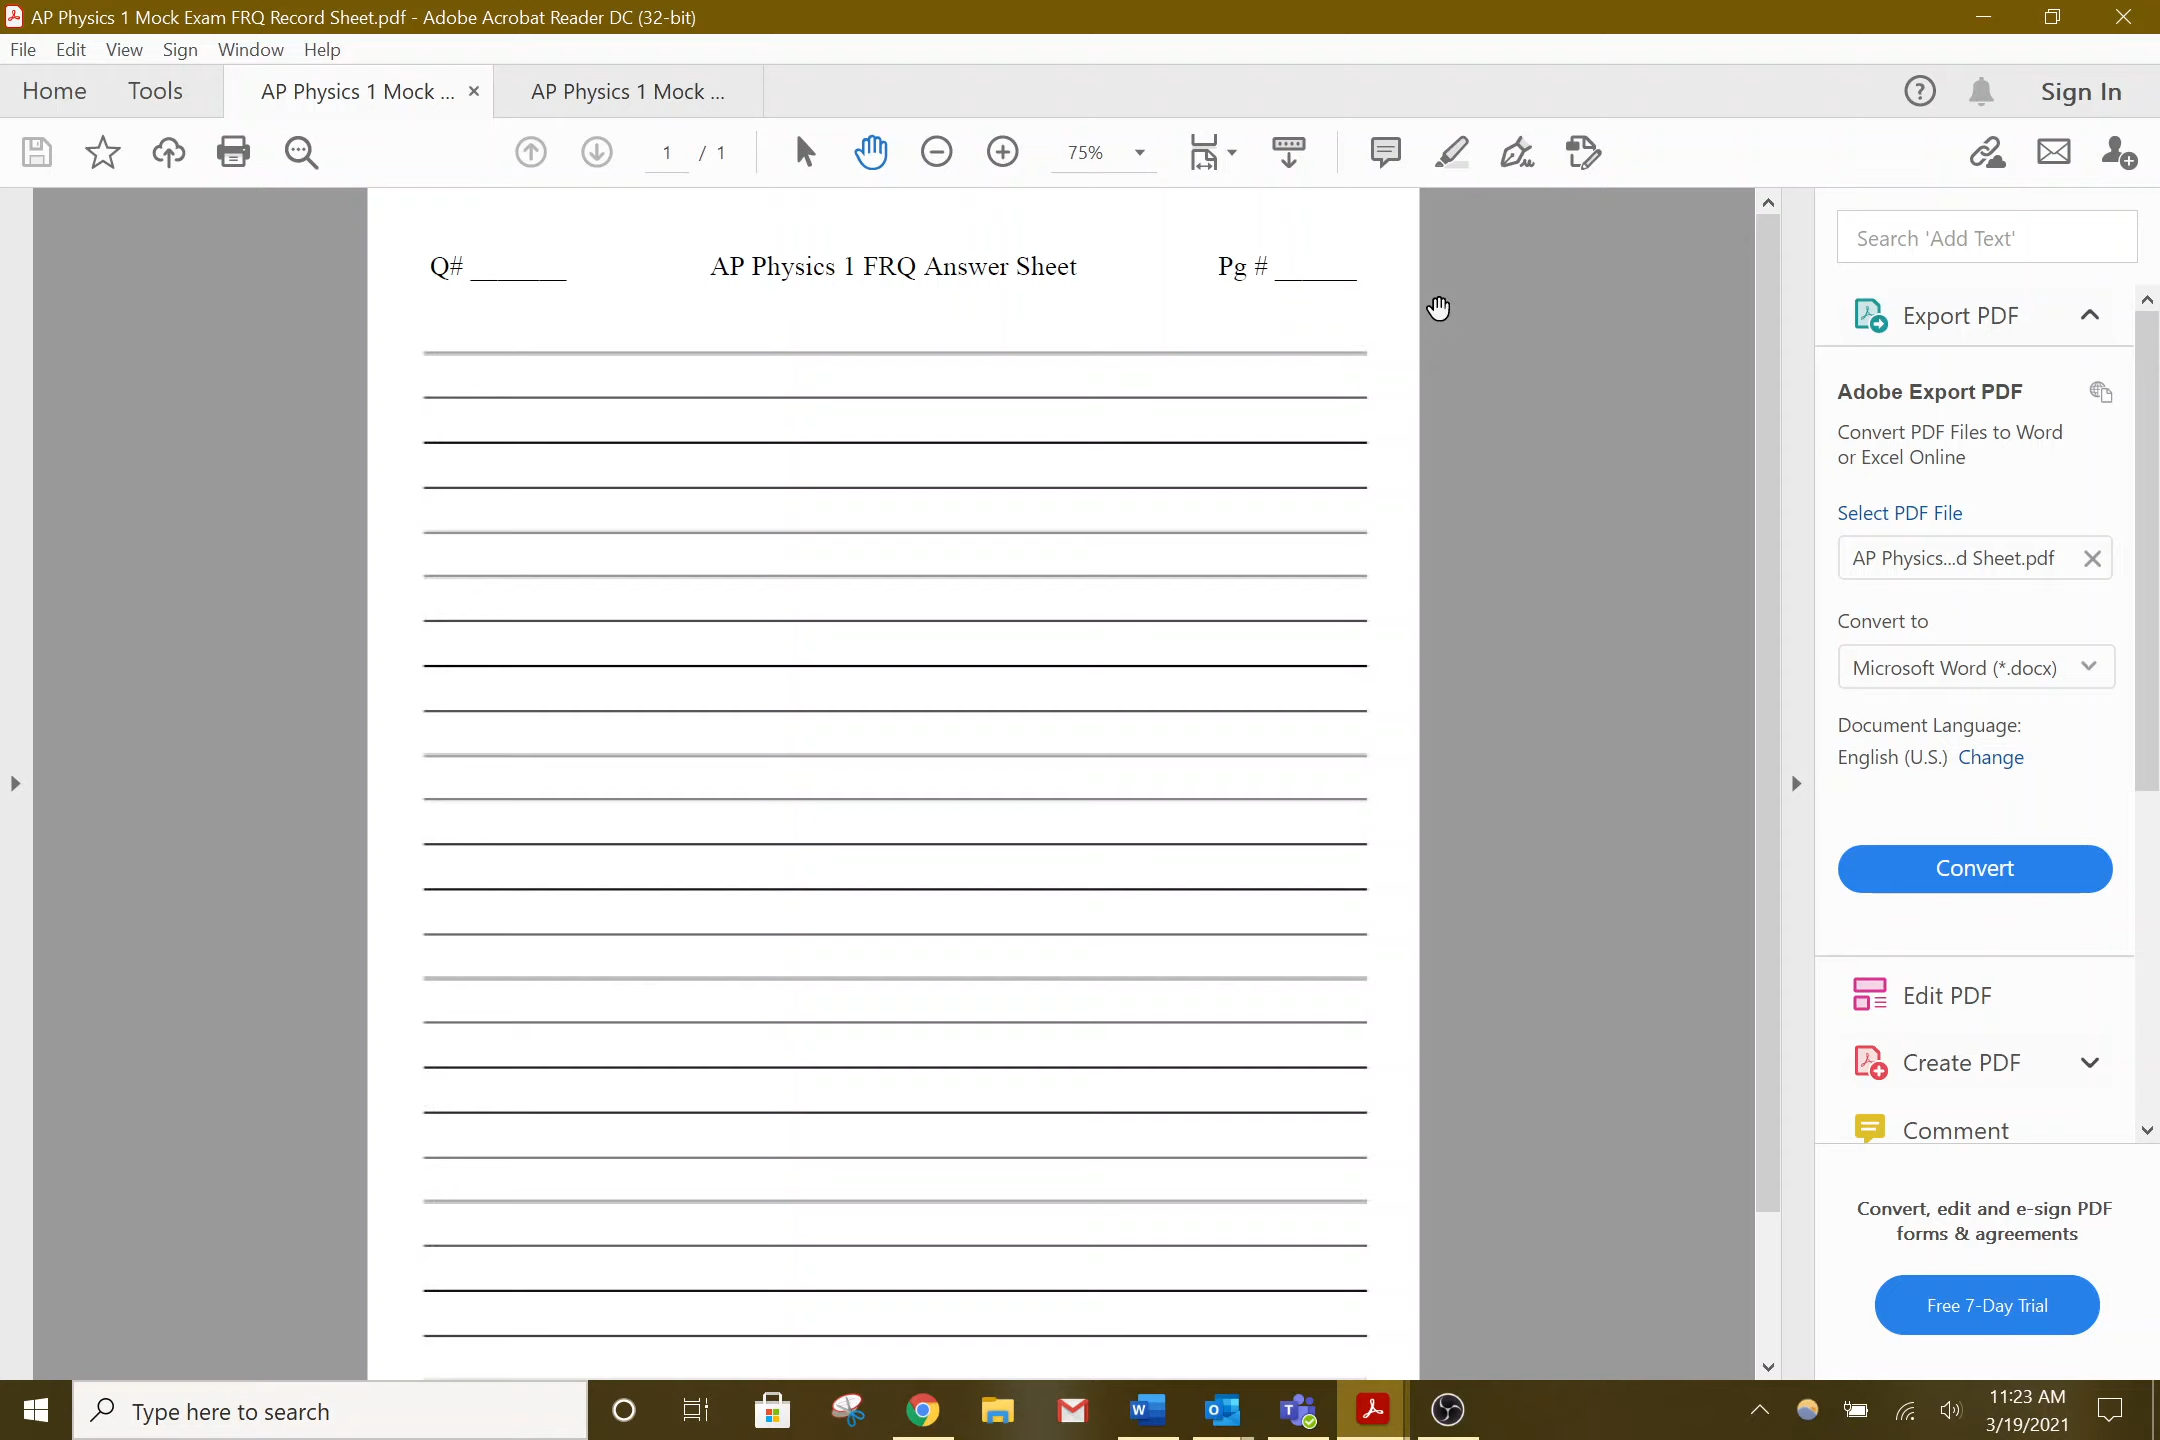 AP Physics 1 Mock Exam FRQ Record Sheet.pdf - Adobe Acrobat Reader DC (32-bit)
File Edit View Sign Window Help
Home Tools AP Physics 1 Mock ... × AP Physics 1 Mock ... Sign In
1 / 1 75%
Q# _______ AP Physics 1 FRQ Answer Sheet Pg # ______
Search 'Add Text'
Export PDF
Adobe Export PDF
Convert PDF Files to Word
or Excel Online
Select PDF File
AP Physics...d Sheet.pdf
Convert to
Microsoft Word (*.docx)
Document Language:
English (U.S.) Change
Convert
Edit PDF
Create PDF
Comment
Convert, edit and e-sign PDF
forms & agreements
Free 7-Day Trial
Type here to search
11:23 AM
3/19/2021